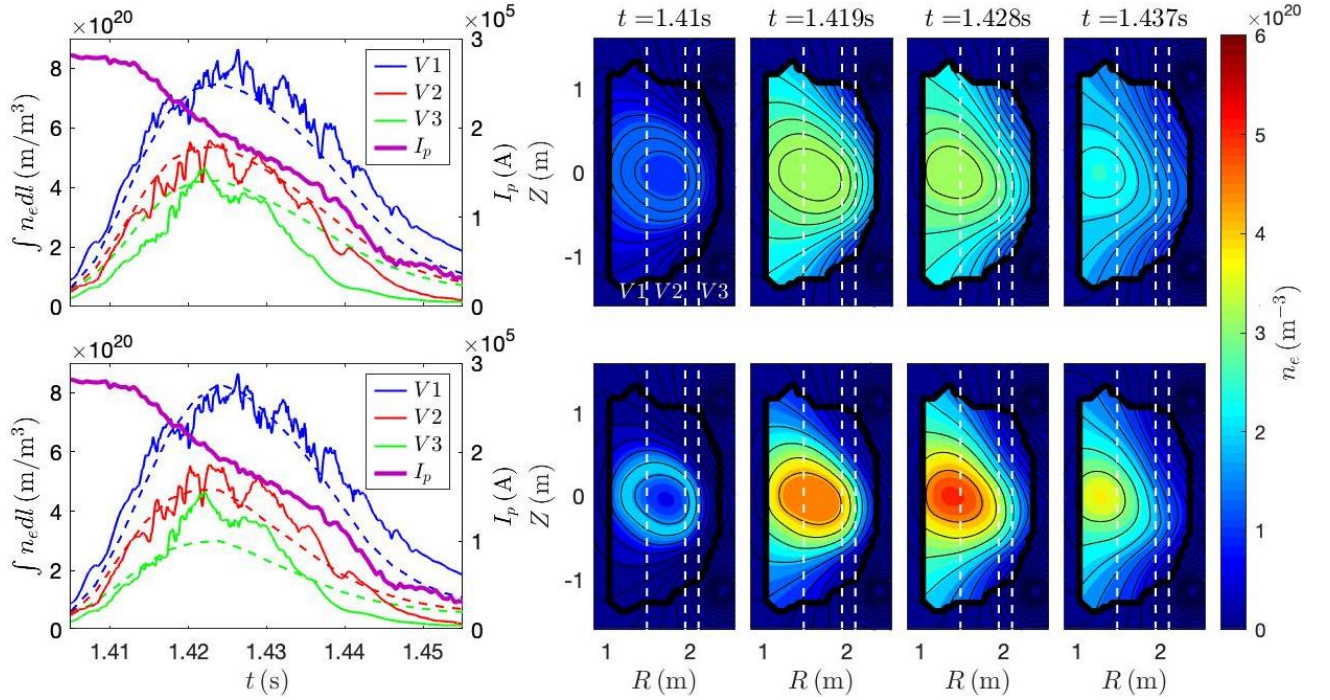 ×10^20
×10^5
9
8
6
4
2
0
3
2
1
0
∫ n_e dl (m/m^3)
I_p (A)
V1
V2
V3
I_p
t =1.41s
t =1.419s
t =1.428s
t =1.437s
Z (m)
1
0
-1
V1 V2 V3
×10^20
6
5
4
3
2
1
0
n_e (m^−3)
×10^20
×10^5
8
6
4
2
0
3
2
1
0
∫ n_e dl (m/m^3)
I_p (A)
V1
V2
V3
I_p
1.41 1.42 1.43 1.44 1.45
t (s)
Z (m)
1
0
-1
1 2
1 2
1 2
1 2
R (m)
R (m)
R (m)
R (m)